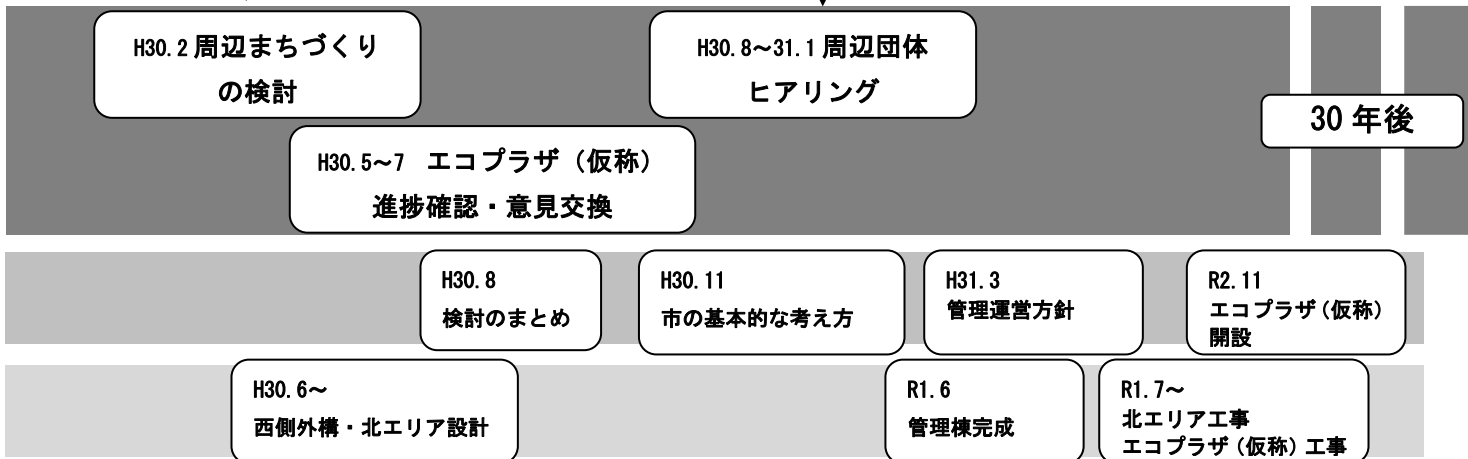 H30.2 周辺まちづくり
の検討
H30.8～31.1 周辺団体
ヒアリング
30 年後
H30.5～7　エコプラザ（仮称）
進捗確認・意見交換
H30.8
検討のまとめ
H30.11
市の基本的な考え方
H31.3
管理運営方針
R2.11
エコプラザ（仮称）
開設
H30.6～
西側外構・北エリア設計
R1.6
管理棟完成
R1.7～
北エリア工事
エコプラザ（仮称）工事